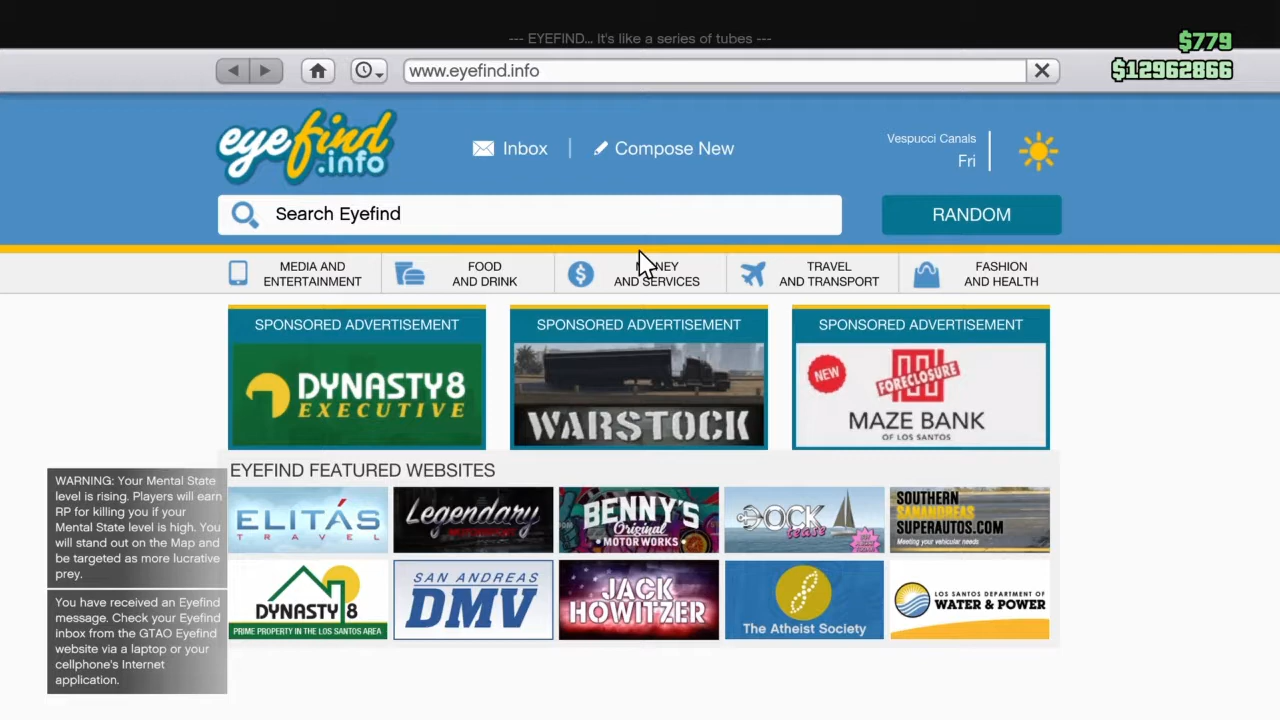 --- EYEFIND... It's like a series of tubes ---
$779
$12962866
www.eyefind.info
eyefind
.info
Inbox
Compose New
Vespucci Canals
Fri
Search Eyefind
RANDOM
MEDIA AND
ENTERTAINMENT
FOOD
AND DRINK
NEY
AND SERVICES
TRAVEL
AND TRANSPORT
FASHION
AND HEALTH
SPONSORED ADVERTISEMENT
DYNASTY8
EXECUTIVE
SPONSORED ADVERTISEMENT
WARSTOCK
SPONSORED ADVERTISEMENT
NEW
FORECLOSURE
MAZE BANK
OF LOS SANTOS
EYEFIND FEATURED WEBSITES
ELITÁS
TRAVEL
Legendary
BENNY'S
Original
MOTORWORKS
DOCK
tease
SOUTHERN
SANANDREAS
SUPERAUTOS.COM
Meeting your vehicular needs
DYNASTY 8
PRIME PROPERTY IN THE LOS SANTOS AREA
SAN ANDREAS
DMV
JACK
HOWITZER
The Atheist Society
LOS SANTOS DEPARTMENT OF
WATER & POWER
WARNING: Your Mental State
level is rising. Players will earn
RP for killing you if your
Mental State level is high. You
will stand out on the Map and
be targeted as more lucrative
prey.
You have received an Eyefind
message. Check your Eyefind
inbox from the GTAO Eyefind
website via a laptop or your
cellphone's Internet
application.